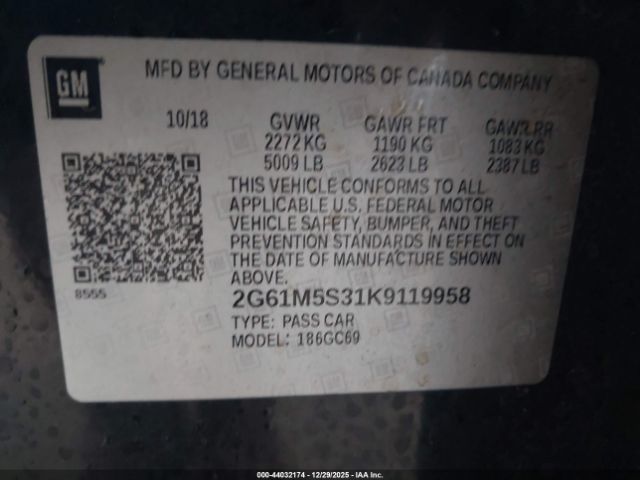 GM
MFD BY GENERAL MOTORS OF CANADA COMPANY
10/18 GVWR GAWR FRT GAWR RR
2272 KG 1190 KG 1083 KG
5009 LB 2623 LB 2387 LB
THIS VEHICLE CONFORMS TO ALL
APPLICABLE U.S. FEDERAL MOTOR
VEHICLE SAFETY, BUMPER, AND THEFT
PREVENTION STANDARDS IN EFFECT ON
THE DATE OF MANUFACTURE SHOWN
ABOVE.
8555
2G61M5S31K9119958
TYPE: PASS CAR
MODEL: 186GC69
000-44032174 | 12/29/2025 | IAA Inc.